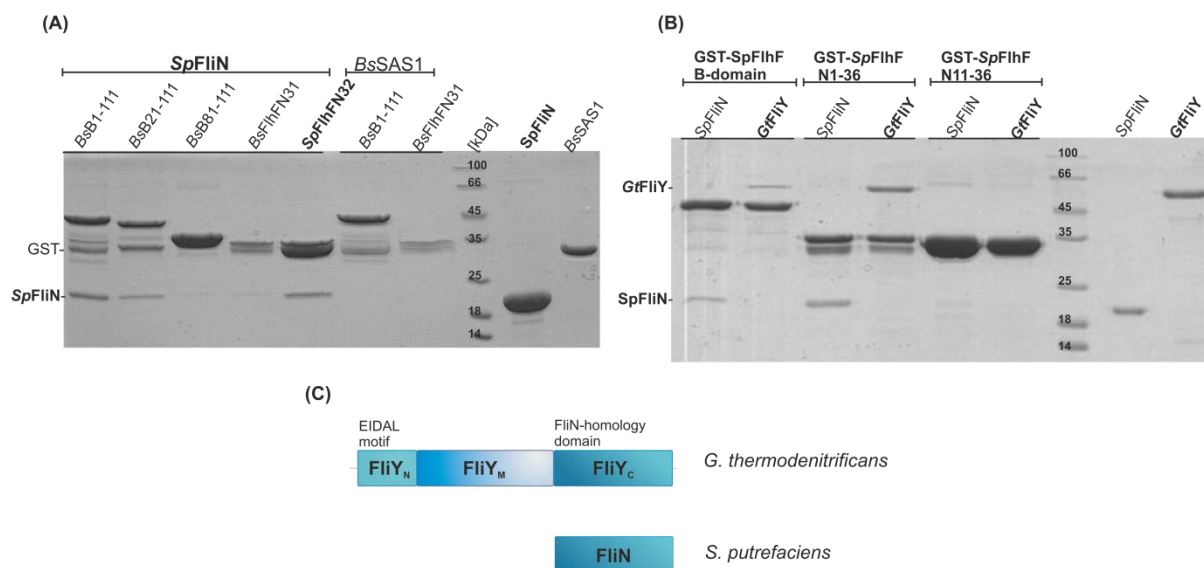 (A)
SpFliN
BsSAS1
BsB1-111
BsB21-111
BsB81-111
BsFlhFN31
SpFlhFN32
BsB1-111
BsFlhFN31
[kDa]
SpFliN
BsSAS1
100
66
45
35
25
18
14
GST-
SpFliN-
(B)
GST-SpFlhF
B-domain
GST-SpFlhF
N1-36
GST-SpFlhF
N11-36
SpFliN
GtFliY
SpFliN
GtFliY
SpFliN
GtFliY
SpFliN
GtFliY
GtFliY-
SpFliN-
100
66
45
35
25
18
14
(C)
EIDAL
motif
FliN-homology
domain
FliYN
FliYM
FliYC
G. thermodenitrificans
FliN
S. putrefaciens